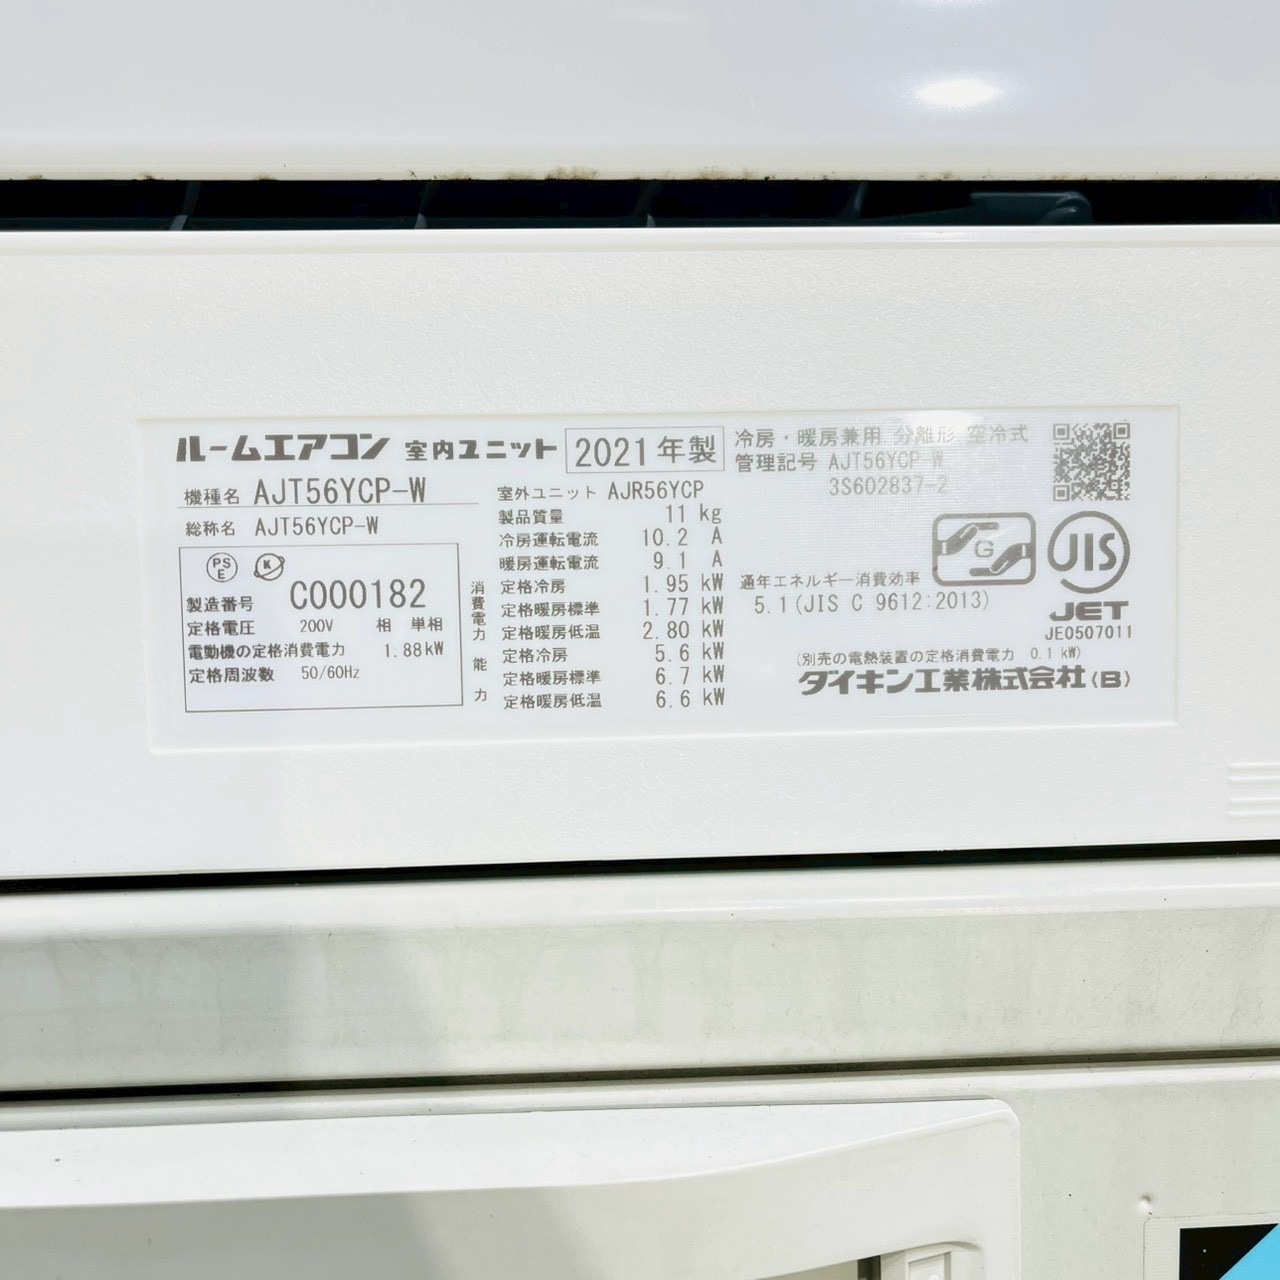 ルームエアコン 室内ユニット 2021年製
機種名 AJT56YCP-W
総称名 AJT56YCP-W
PS
E
K
製造番号 C000182
定格電圧 200V 相 単相
電動機の定格消費電力 1.88kW
定格周波数 50/60Hz
室外ユニット AJR56YCP
製品質量 11 kg
冷房運転電流 10.2 A
暖房運転電流 9.1 A
消費電力
定格冷房 1.95 kW
定格暖房標準 1.77 kW
定格暖房低温 2.80 kW
能力
定格冷房 5.6 kW
定格暖房標準 6.7 kW
定格暖房低温 6.6 kW
冷房・暖房兼用 分離形 空冷式
管理記号 AJT56YCP-W
3S602837-2
G
JIS
JET
JE0507011
通年エネルギー消費効率
5.1(JIS C 9612:2013)
(別売の電熱装置の定格消費電力 0.1 kW)
ダイキン工業株式会社(B)